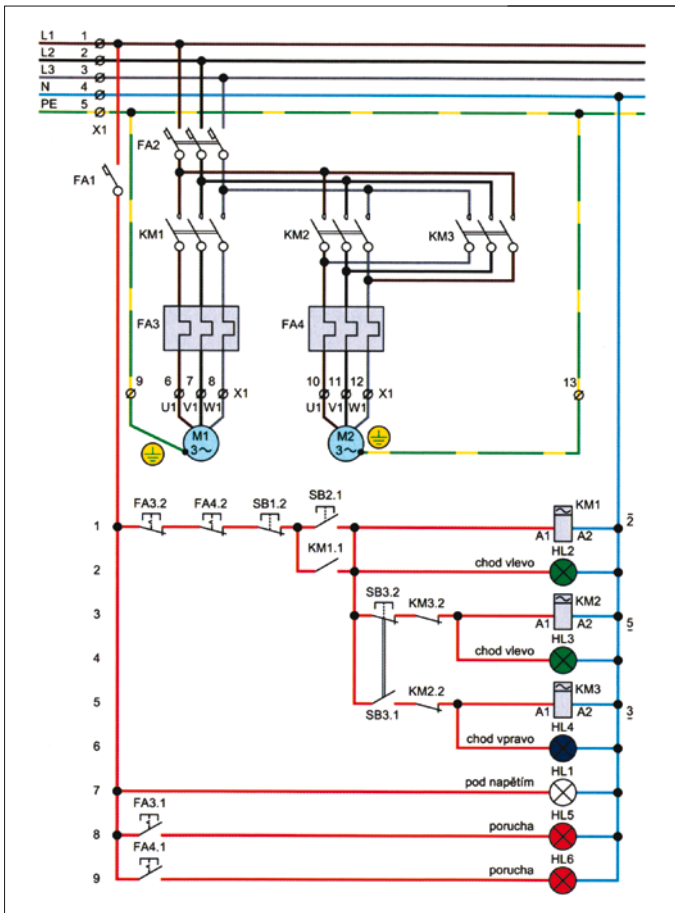 L1 1
L2 2
L3 3
N 4
PE 5
X1
FA2
FA1
KM1 KM2 KM3
FA3 FA4
9 6 7 8 X1 10 11 12 X1 13
U1 V1 W1 U1 V1 W1
M1 M2
3~ 3~
FA3.2 FA4.2 SB1.2 SB2.1 KM1
1 A1 A2 2
KM1.1 HL2
2 chod vlevo
SB3.2 KM3.2 KM2
3 A1 A2 5
HL3
4 chod vlevo
KM2.2 KM3
5 SB3.1 A1 A2 3
HL4
6 chod vpravo
HL1
7 pod napětím
FA3.1 HL5
8 porucha
FA4.1 HL6
9 porucha